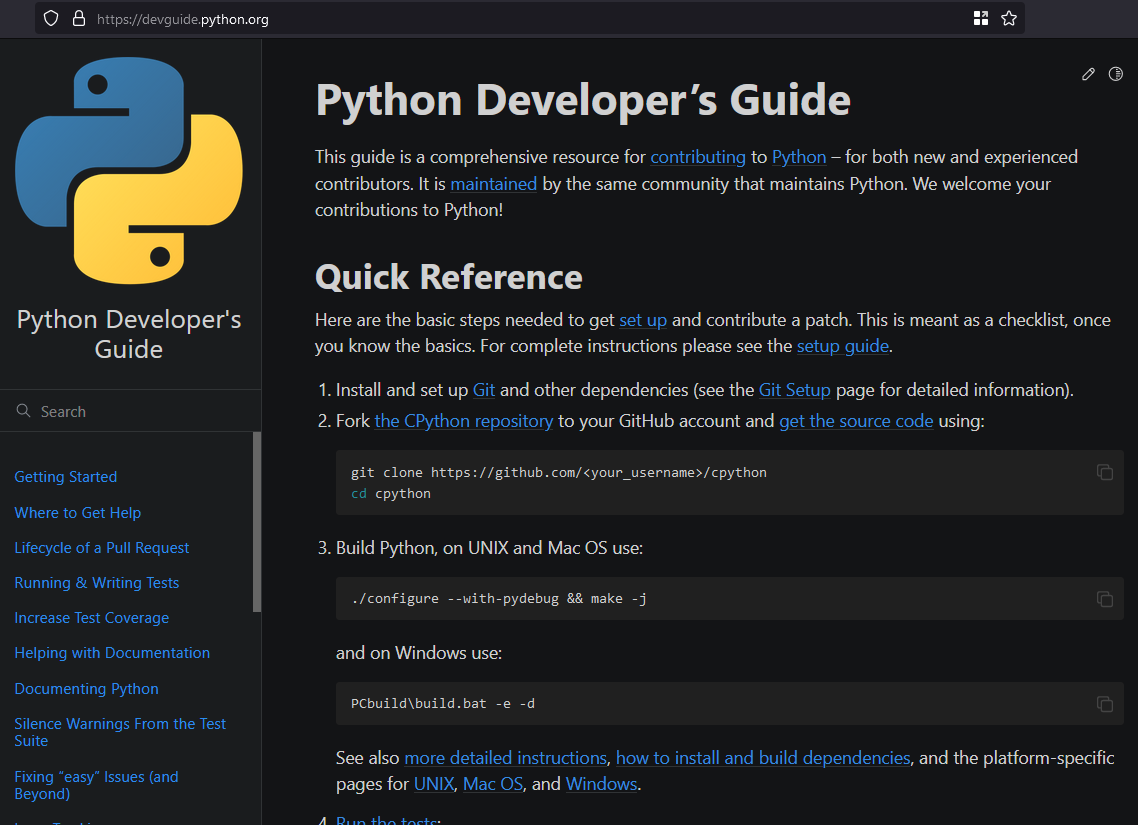 https://devguide.python.org
Python Developer's
Guide
Search
Getting Started
Where to Get Help
Lifecycle of a Pull Request
Running & Writing Tests
Increase Test Coverage
Helping with Documentation
Documenting Python
Silence Warnings From the Test
Suite
Fixing “easy” Issues (and
Beyond)
Python Developer’s Guide
This guide is a comprehensive resource for contributing to Python – for both new and experienced
contributors. It is maintained by the same community that maintains Python. We welcome your
contributions to Python!
Quick Reference
Here are the basic steps needed to get set up and contribute a patch. This is meant as a checklist, once
you know the basics. For complete instructions please see the setup guide.
1. Install and set up Git and other dependencies (see the Git Setup page for detailed information).
2. Fork the CPython repository to your GitHub account and get the source code using:
git clone https://github.com/<your_username>/cpython
cd cpython
3. Build Python, on UNIX and Mac OS use:
./configure --with-pydebug && make -j
and on Windows use:
PCbuild\build.bat -e -d
See also more detailed instructions, how to install and build dependencies, and the platform-specific
pages for UNIX, Mac OS, and Windows.
4. Run the tests: